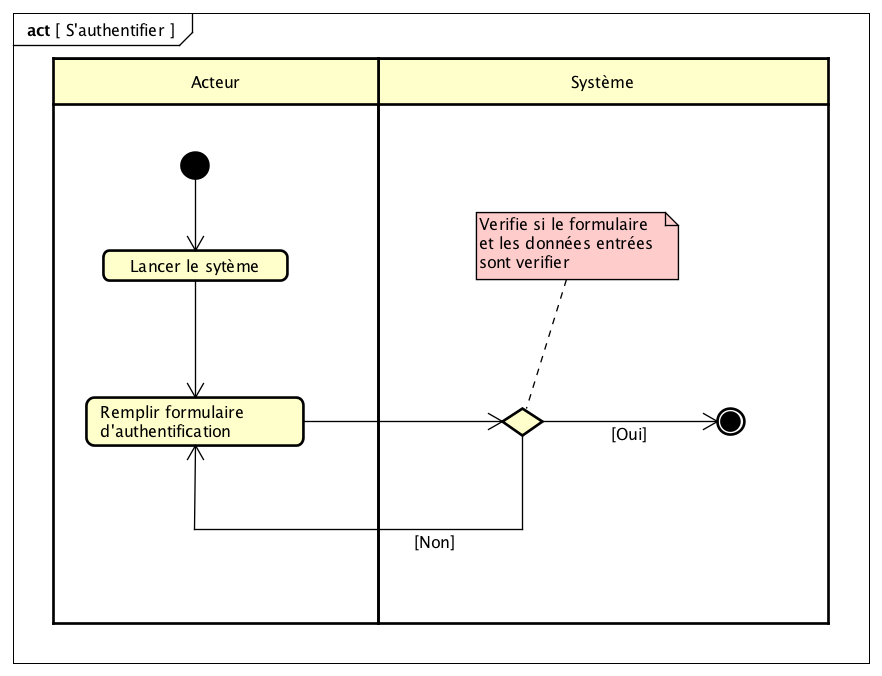 act [ S'authentifier ]
Acteur
Système
Verifie si le formulaire
et les données entrées
sont verifier
Lancer le sytème
Remplir formulaire
d'authentification
[Oui]
[Non]